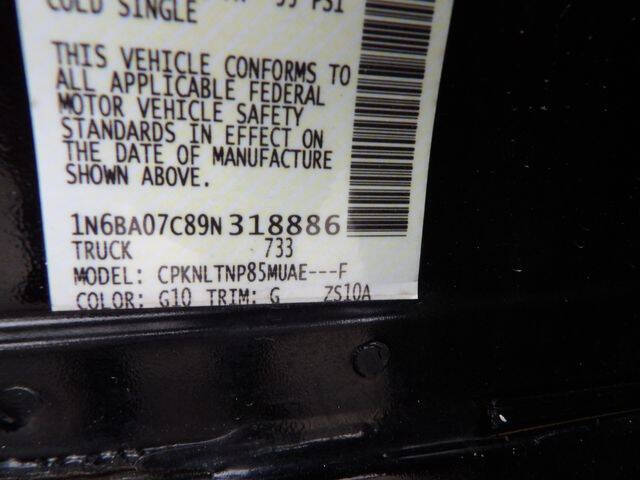 COLD SINGLE PSI
THIS VEHICLE CONFORMS TO
ALL APPLICABLE FEDERAL
MOTOR VEHICLE SAFETY
STANDARDS IN EFFECT ON
THE DATE OF MANUFACTURE
SHOWN ABOVE.
1N6BA07C89N318886
TRUCK 733
MODEL: CPKNLTNP85MUAE---F
COLOR: G10 TRIM: G ZS10A